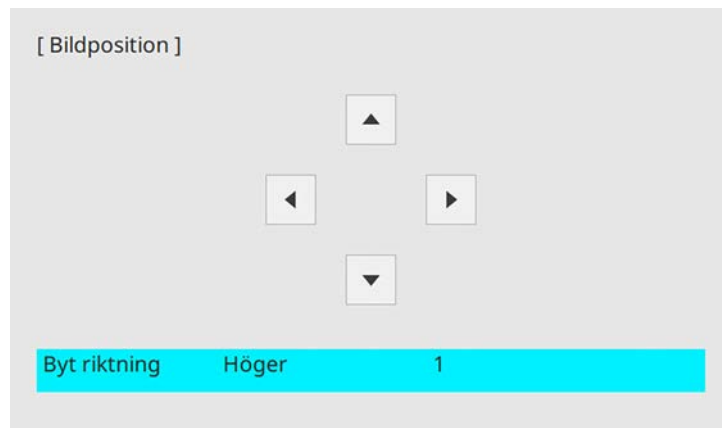 [ Bildposition ]
Byt riktning Höger 1